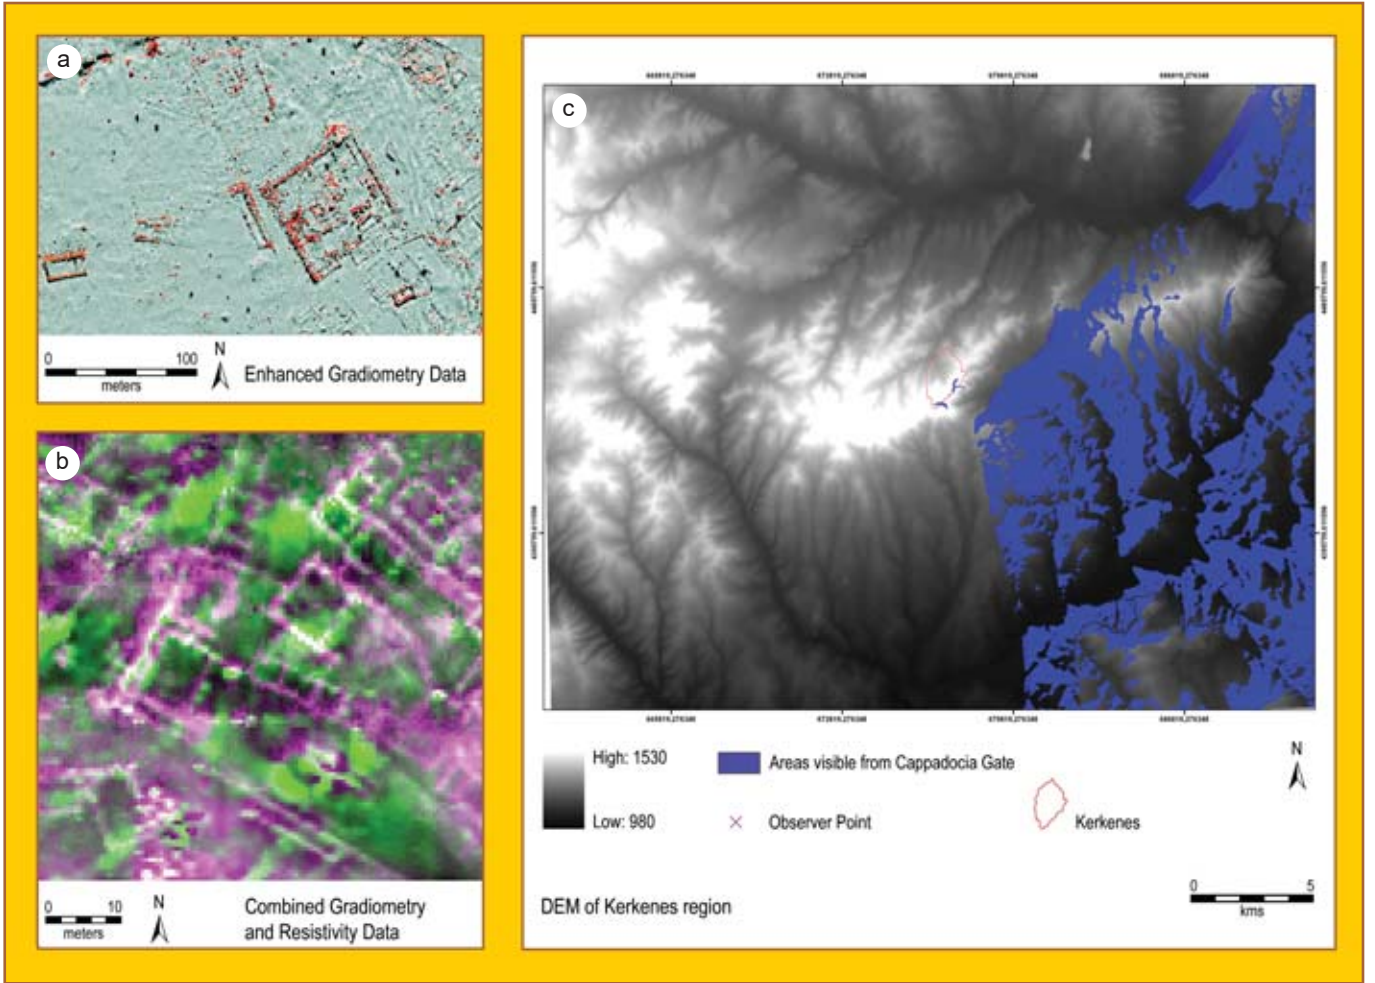 a
0 100
meters
N
Enhanced Gradiometry Data
b
0 10
meters
N
Combined Gradiometry
and Resistivity Data
c
High: 1530
Low: 980
Areas visible from Cappadocia Gate
Observer Point
Kerkenes
N
DEM of Kerkenes region
0 5
kms